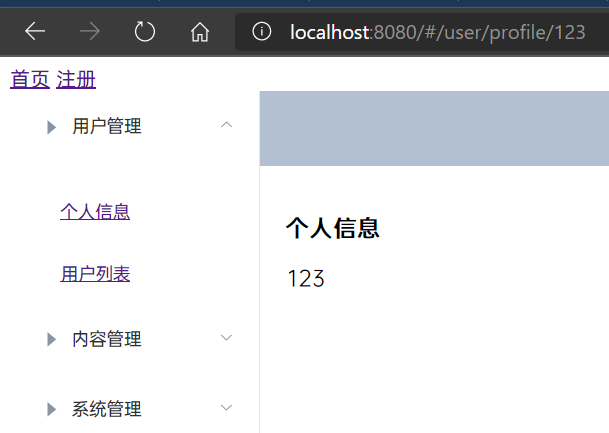 localhost:8080/#/user/profile/123
首页 注册
用户管理
个人信息
用户列表
内容管理
系统管理
个人信息
123